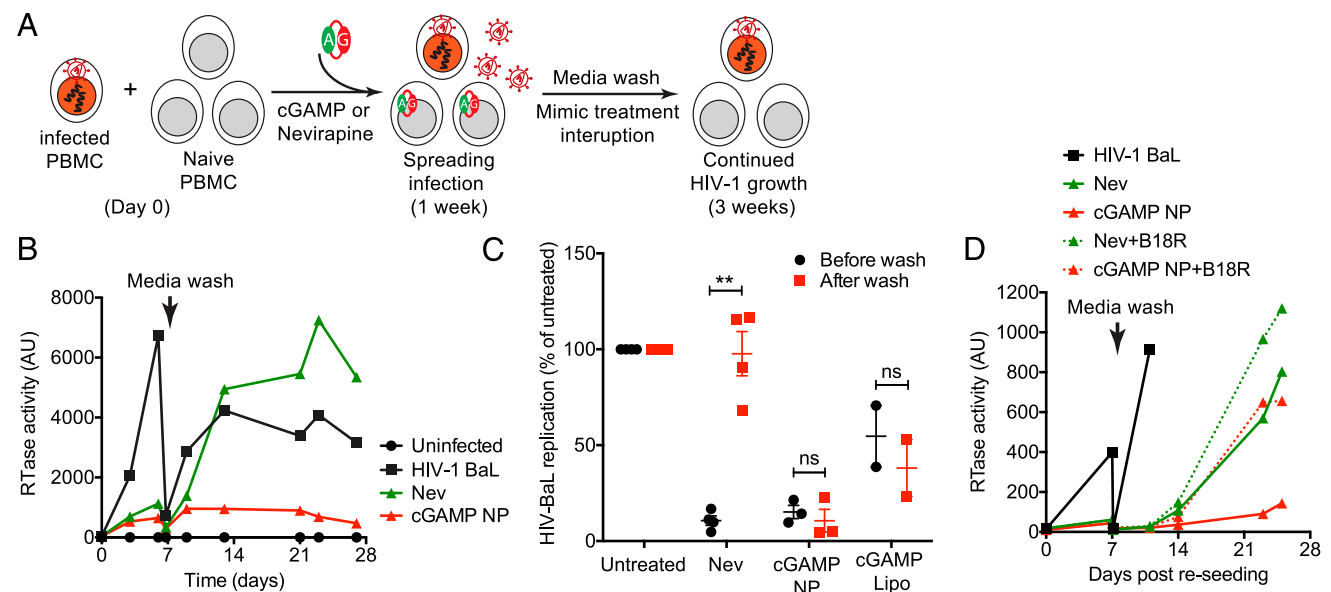 A
infected
PBMC
+
Naive
PBMC
(Day 0)
A G
cGAMP or
Nevirapine
A G
A G
Spreading
infection
(1 week)
Media wash
Mimic treatment
interuption
Continued
HIV-1 growth
(3 weeks)
B
Media wash
RTase activity (AU)
8000
6000
4000
2000
0
0
7
14
21
28
Time (days)
Uninfected
HIV-1 BaL
Nev
cGAMP NP
C
HIV-BaL replication (% of untreated)
150
100
50
0
Before wash
After wash
**
ns
ns
Untreated
Nev
cGAMP
NP
cGAMP
Lipo
HIV-1 BaL
Nev
cGAMP NP
Nev+B18R
cGAMP NP+B18R
D
Media wash
RTase activity (AU)
1200
1000
800
600
400
200
0
0
7
14
21
28
Days post re-seeding